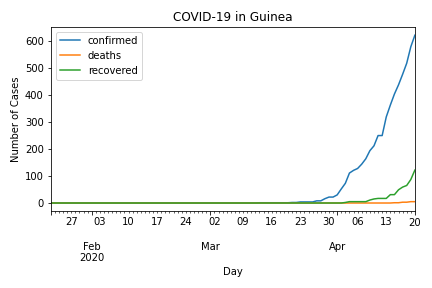 COVID-19 in Guinea
confirmed
deaths
recovered
Number of Cases
600
500
400
300
200
100
0
27 03 10 17 24 02 09 16 23 30 06 13 20
Feb Mar Apr
2020
Day